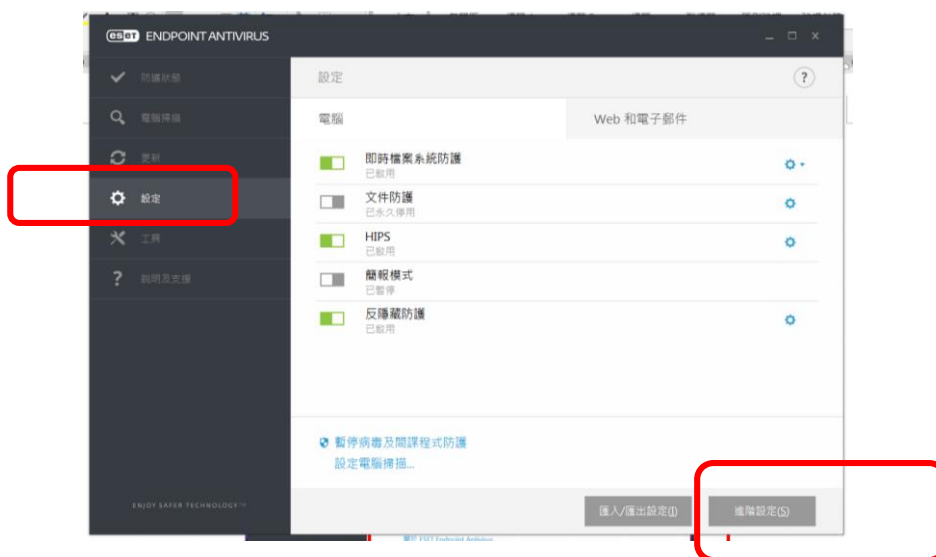 eset ENDPOINT ANTIVIRUS
防護狀態
設定
?
電腦掃描
電腦
Web 和電子郵件
更新
即時檔案系統防護
已啟用
設定
文件防護
已永久停用
工具
HIPS
已啟用
? 說明及支援
簡報模式
已暫停
反隱藏防護
已啟用
暫停病毒及間諜程式防護
設定電腦掃描...
ENJOY SAFER TECHNOLOGY™
匯入/匯出設定(I)
進階設定(S)
關於 ESET Endpoint Antivirus